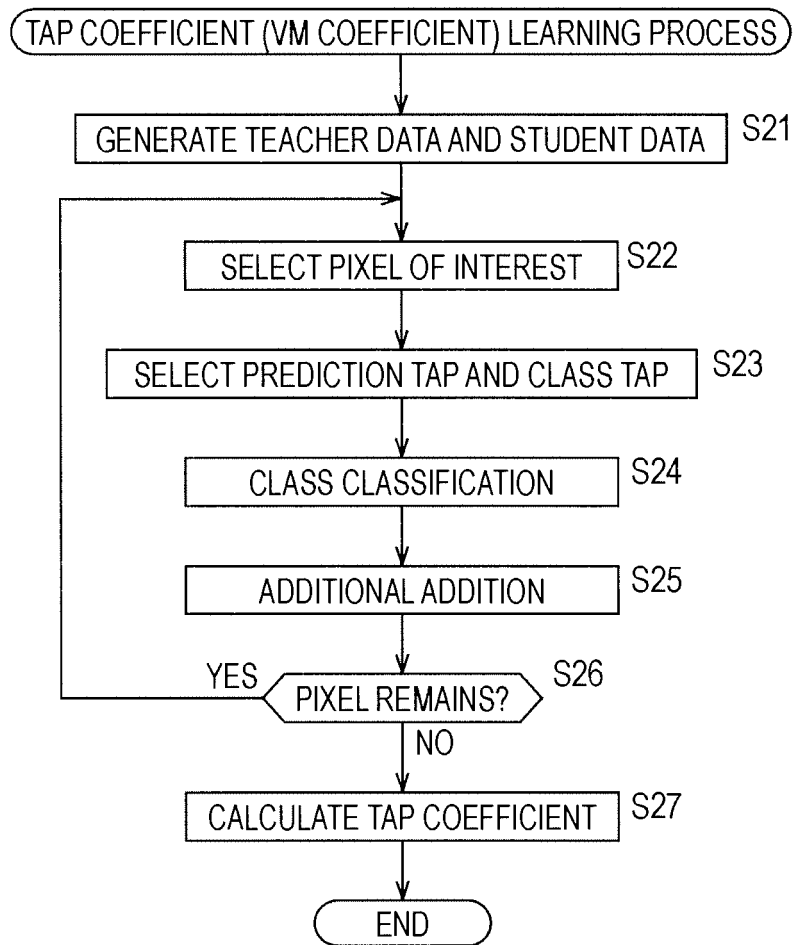 TAP COEFFICIENT (VM COEFFICIENT) LEARNING PROCESS
GENERATE TEACHER DATA AND STUDENT DATA S21
SELECT PIXEL OF INTEREST S22
SELECT PREDICTION TAP AND CLASS TAP S23
CLASS CLASSIFICATION S24
ADDITIONAL ADDITION S25
YES PIXEL REMAINS? S26
NO
CALCULATE TAP COEFFICIENT S27
END